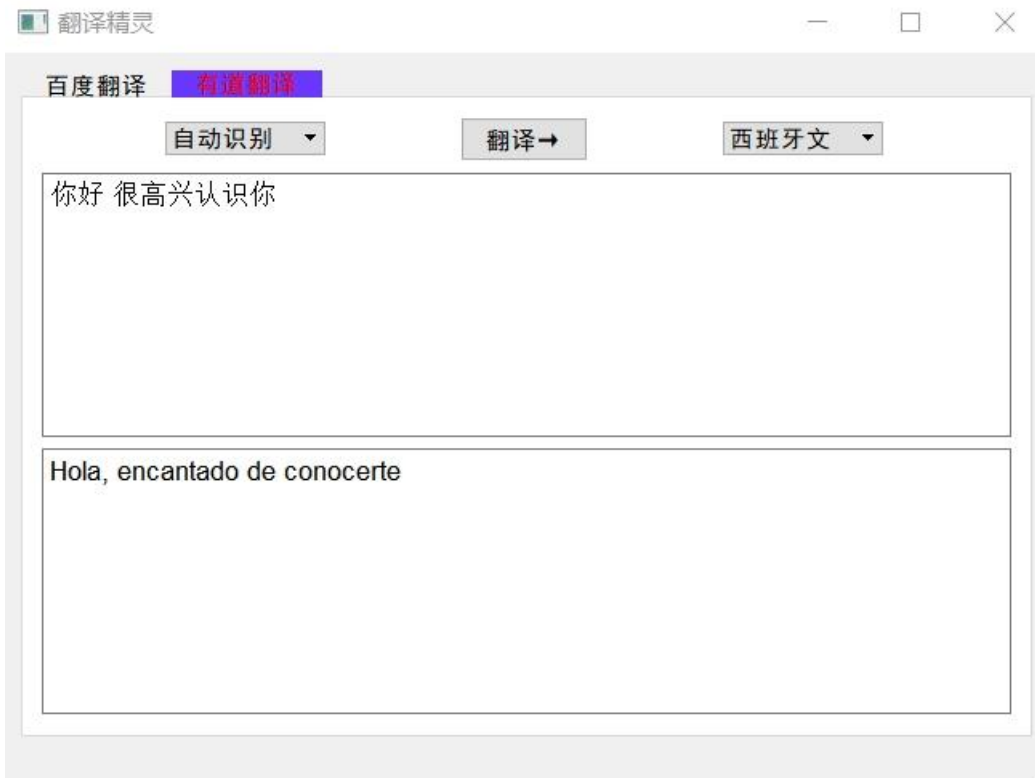 翻译精灵
百度翻译 有道翻译
自动识别 翻译→ 西班牙文
你好 很高兴认识你
Hola, encantado de conocerte